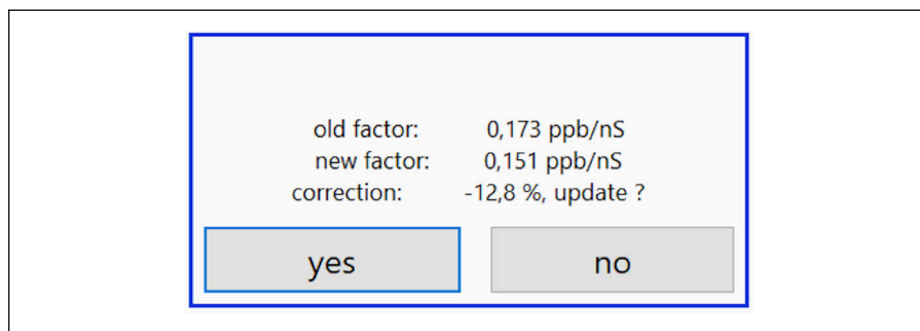 old factor: 0,173 ppb/nS
new factor: 0,151 ppb/nS
correction: -12,8 %, update ?
yes no